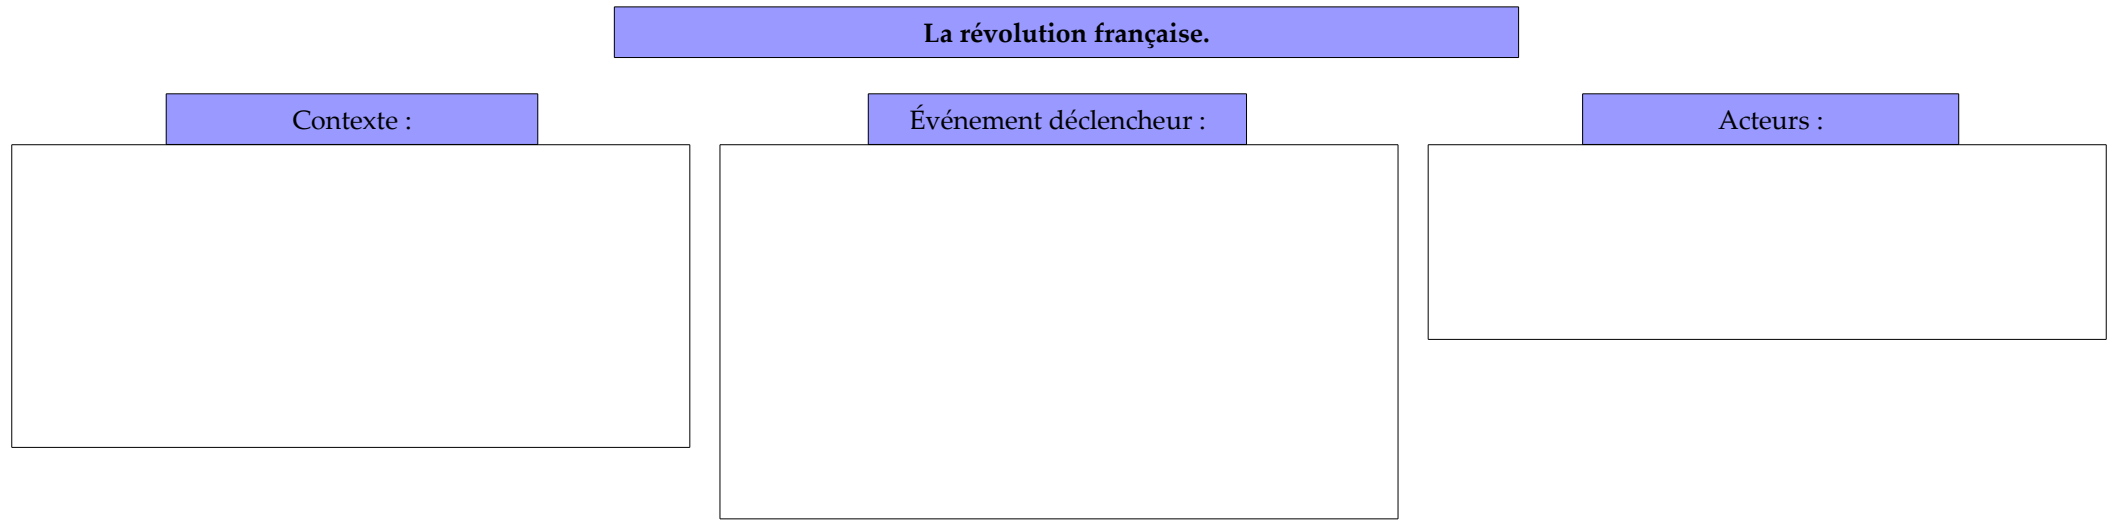 La révolution française.
Contexte :
Événement déclencheur :
Acteurs :